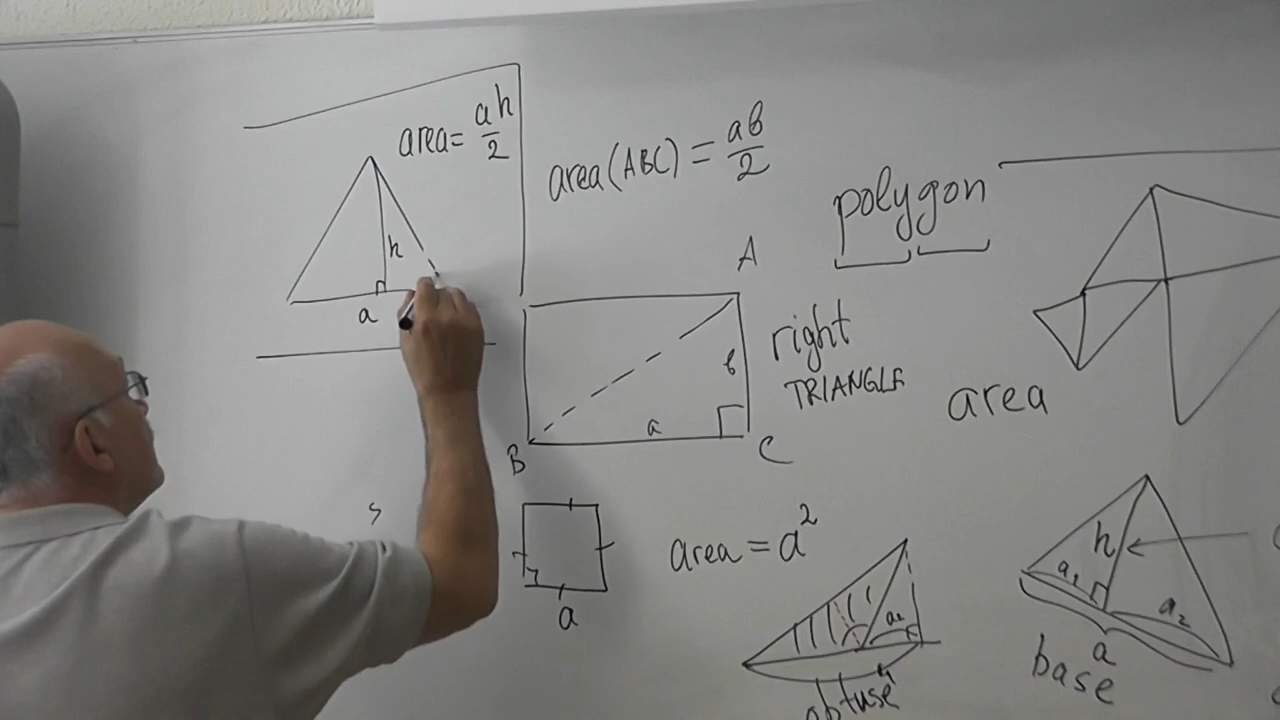 area = ah/2
h
a
area(ABC) = ab/2
polygon
A
b
a
B
C
right
TRIANGLE
area
area = a²
a
a₂
obtuse
h
a₁
a₂
a
base